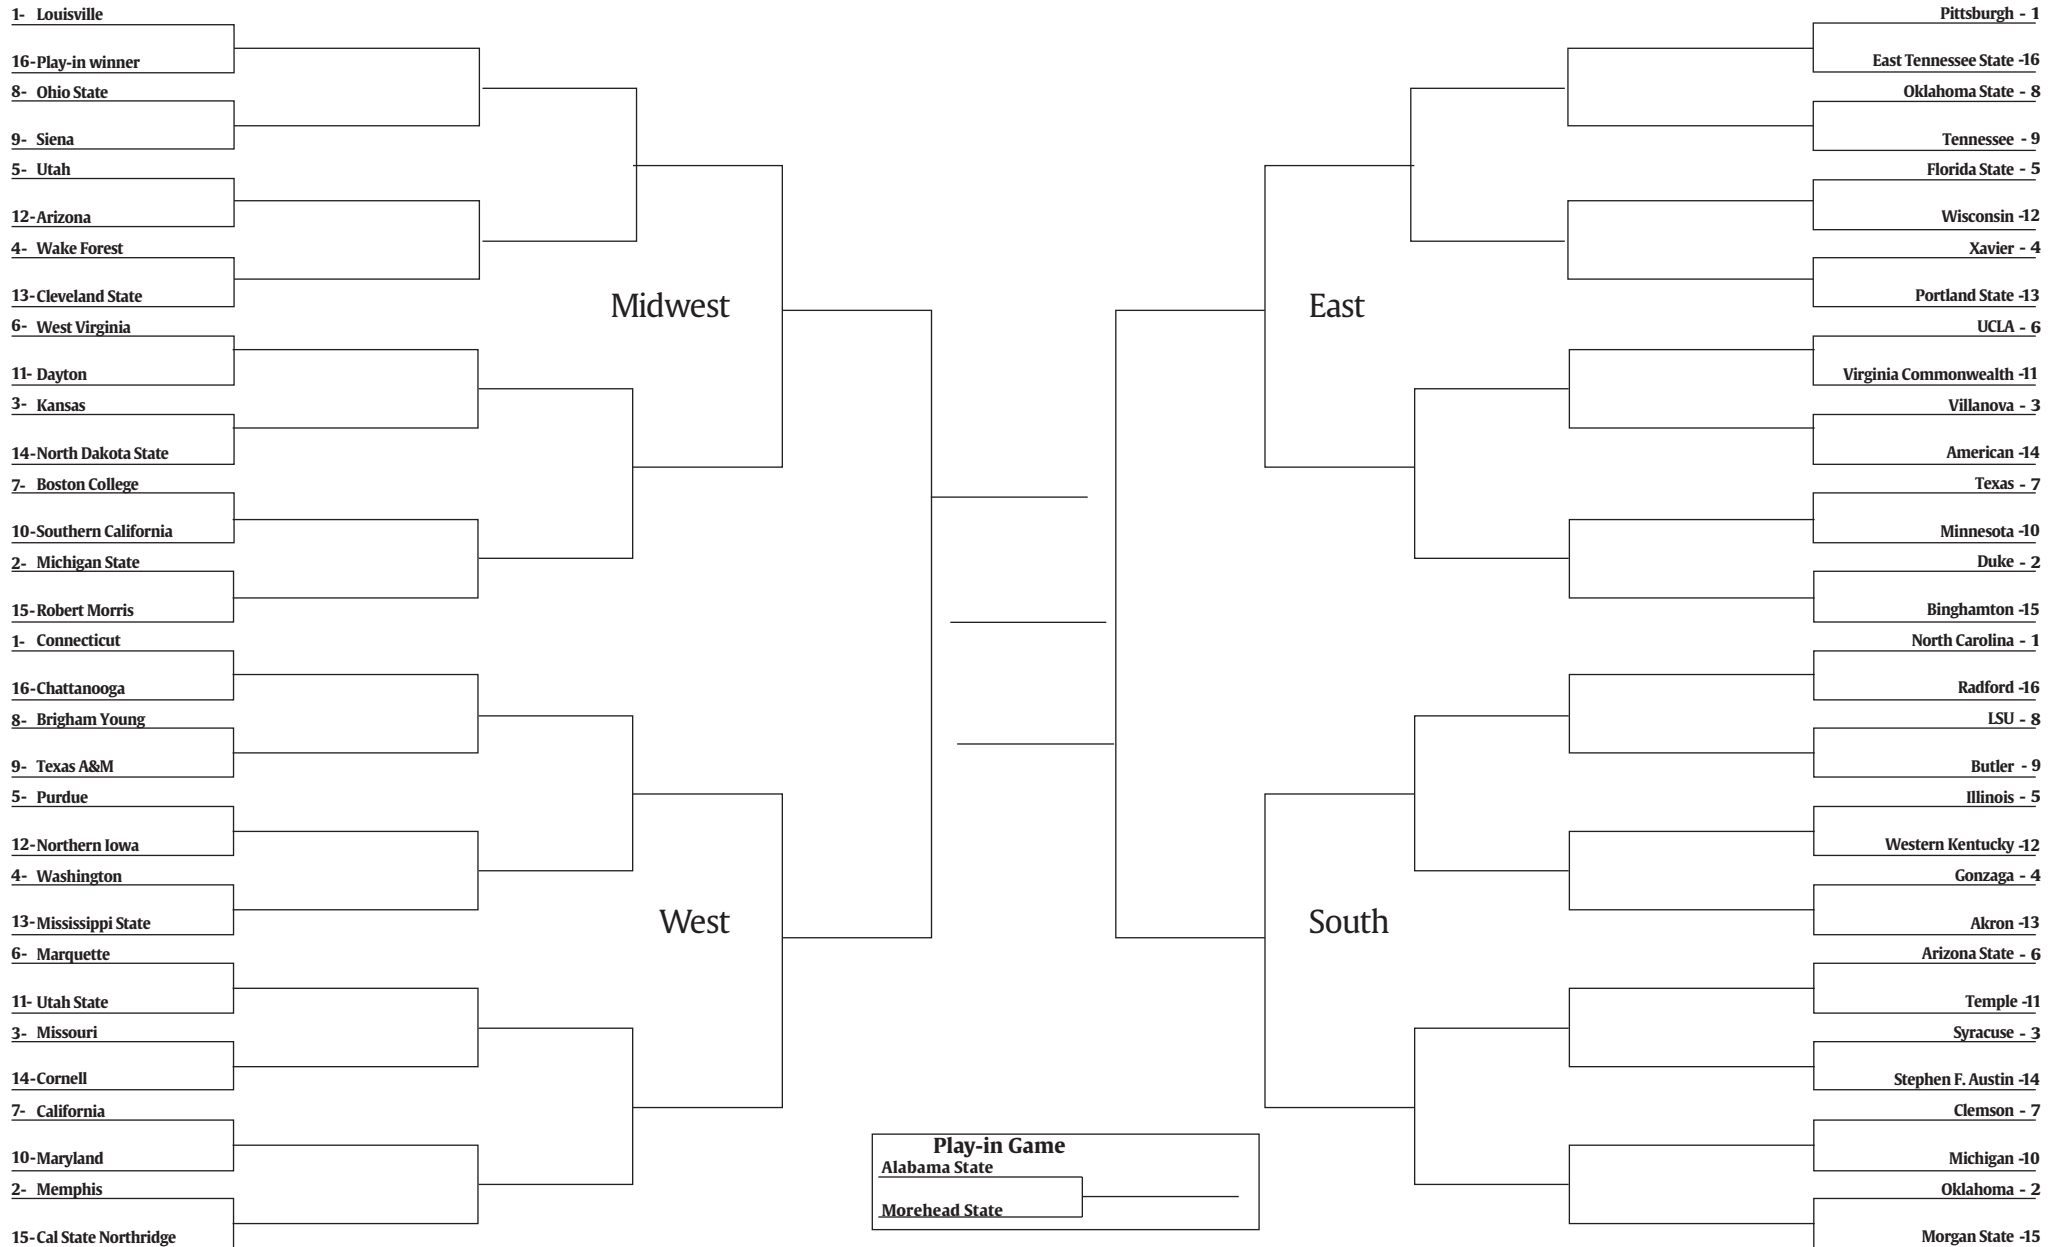 1- Louisville
16-Play-in winner
8- Ohio State
9- Siena
5- Utah
12-Arizona
4- Wake Forest
13-Cleveland State
6- West Virginia
11- Dayton
3- Kansas
14-North Dakota State
7- Boston College
10-Southern California
2- Michigan State
15-Robert Morris
Midwest
1- Connecticut
16-Chattanooga
8- Brigham Young
9- Texas A&M
5- Purdue
12-Northern Iowa
4- Washington
13-Mississippi State
6- Marquette
11- Utah State
3- Missouri
14-Cornell
7- California
10-Maryland
2- Memphis
15-Cal State Northridge
West
Play-in Game
Alabama State
Morehead State
Pittsburgh - 1
East Tennessee State -16
Oklahoma State - 8
Tennessee - 9
Florida State - 5
Wisconsin -12
Xavier - 4
Portland State -13
UCLA - 6
Virginia Commonwealth -11
Villanova - 3
American -14
Texas - 7
Minnesota -10
Duke - 2
Binghamton -15
East
North Carolina - 1
Radford -16
LSU - 8
Butler - 9
Illinois - 5
Western Kentucky -12
Gonzaga - 4
Akron -13
Arizona State - 6
Temple -11
Syracuse - 3
Stephen F. Austin -14
Clemson - 7
Michigan -10
Oklahoma - 2
Morgan State -15
South